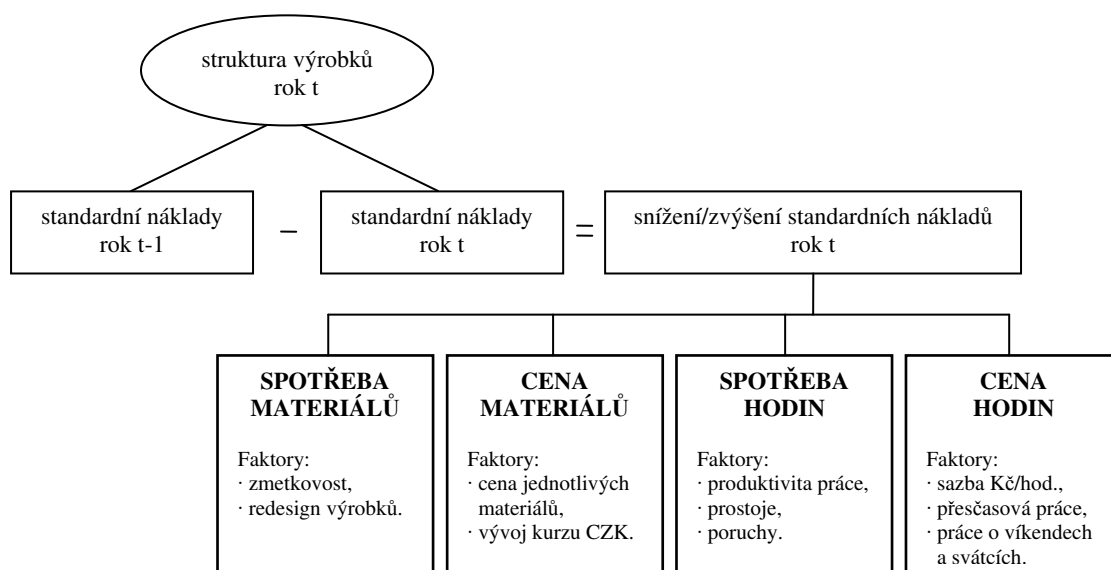 struktura výrobků
rok t
standardní náklady
rok t-1
–
standardní náklady
rok t
=
snížení/zvýšení standardních nákladů
rok t
SPOTŘEBA
MATERIÁLŮ
Faktory:
· zmetkovost,
· redesign výrobků.
CENA
MATERIÁLŮ
Faktory:
· cena jednotlivých
materiálů,
· vývoj kurzu CZK.
SPOTŘEBA
HODIN
Faktory:
· produktivita práce,
· prostoje,
· poruchy.
CENA
HODIN
Faktory:
· sazba Kč/hod.,
· přesčasová práce,
· práce o víkendech
a svátcích.